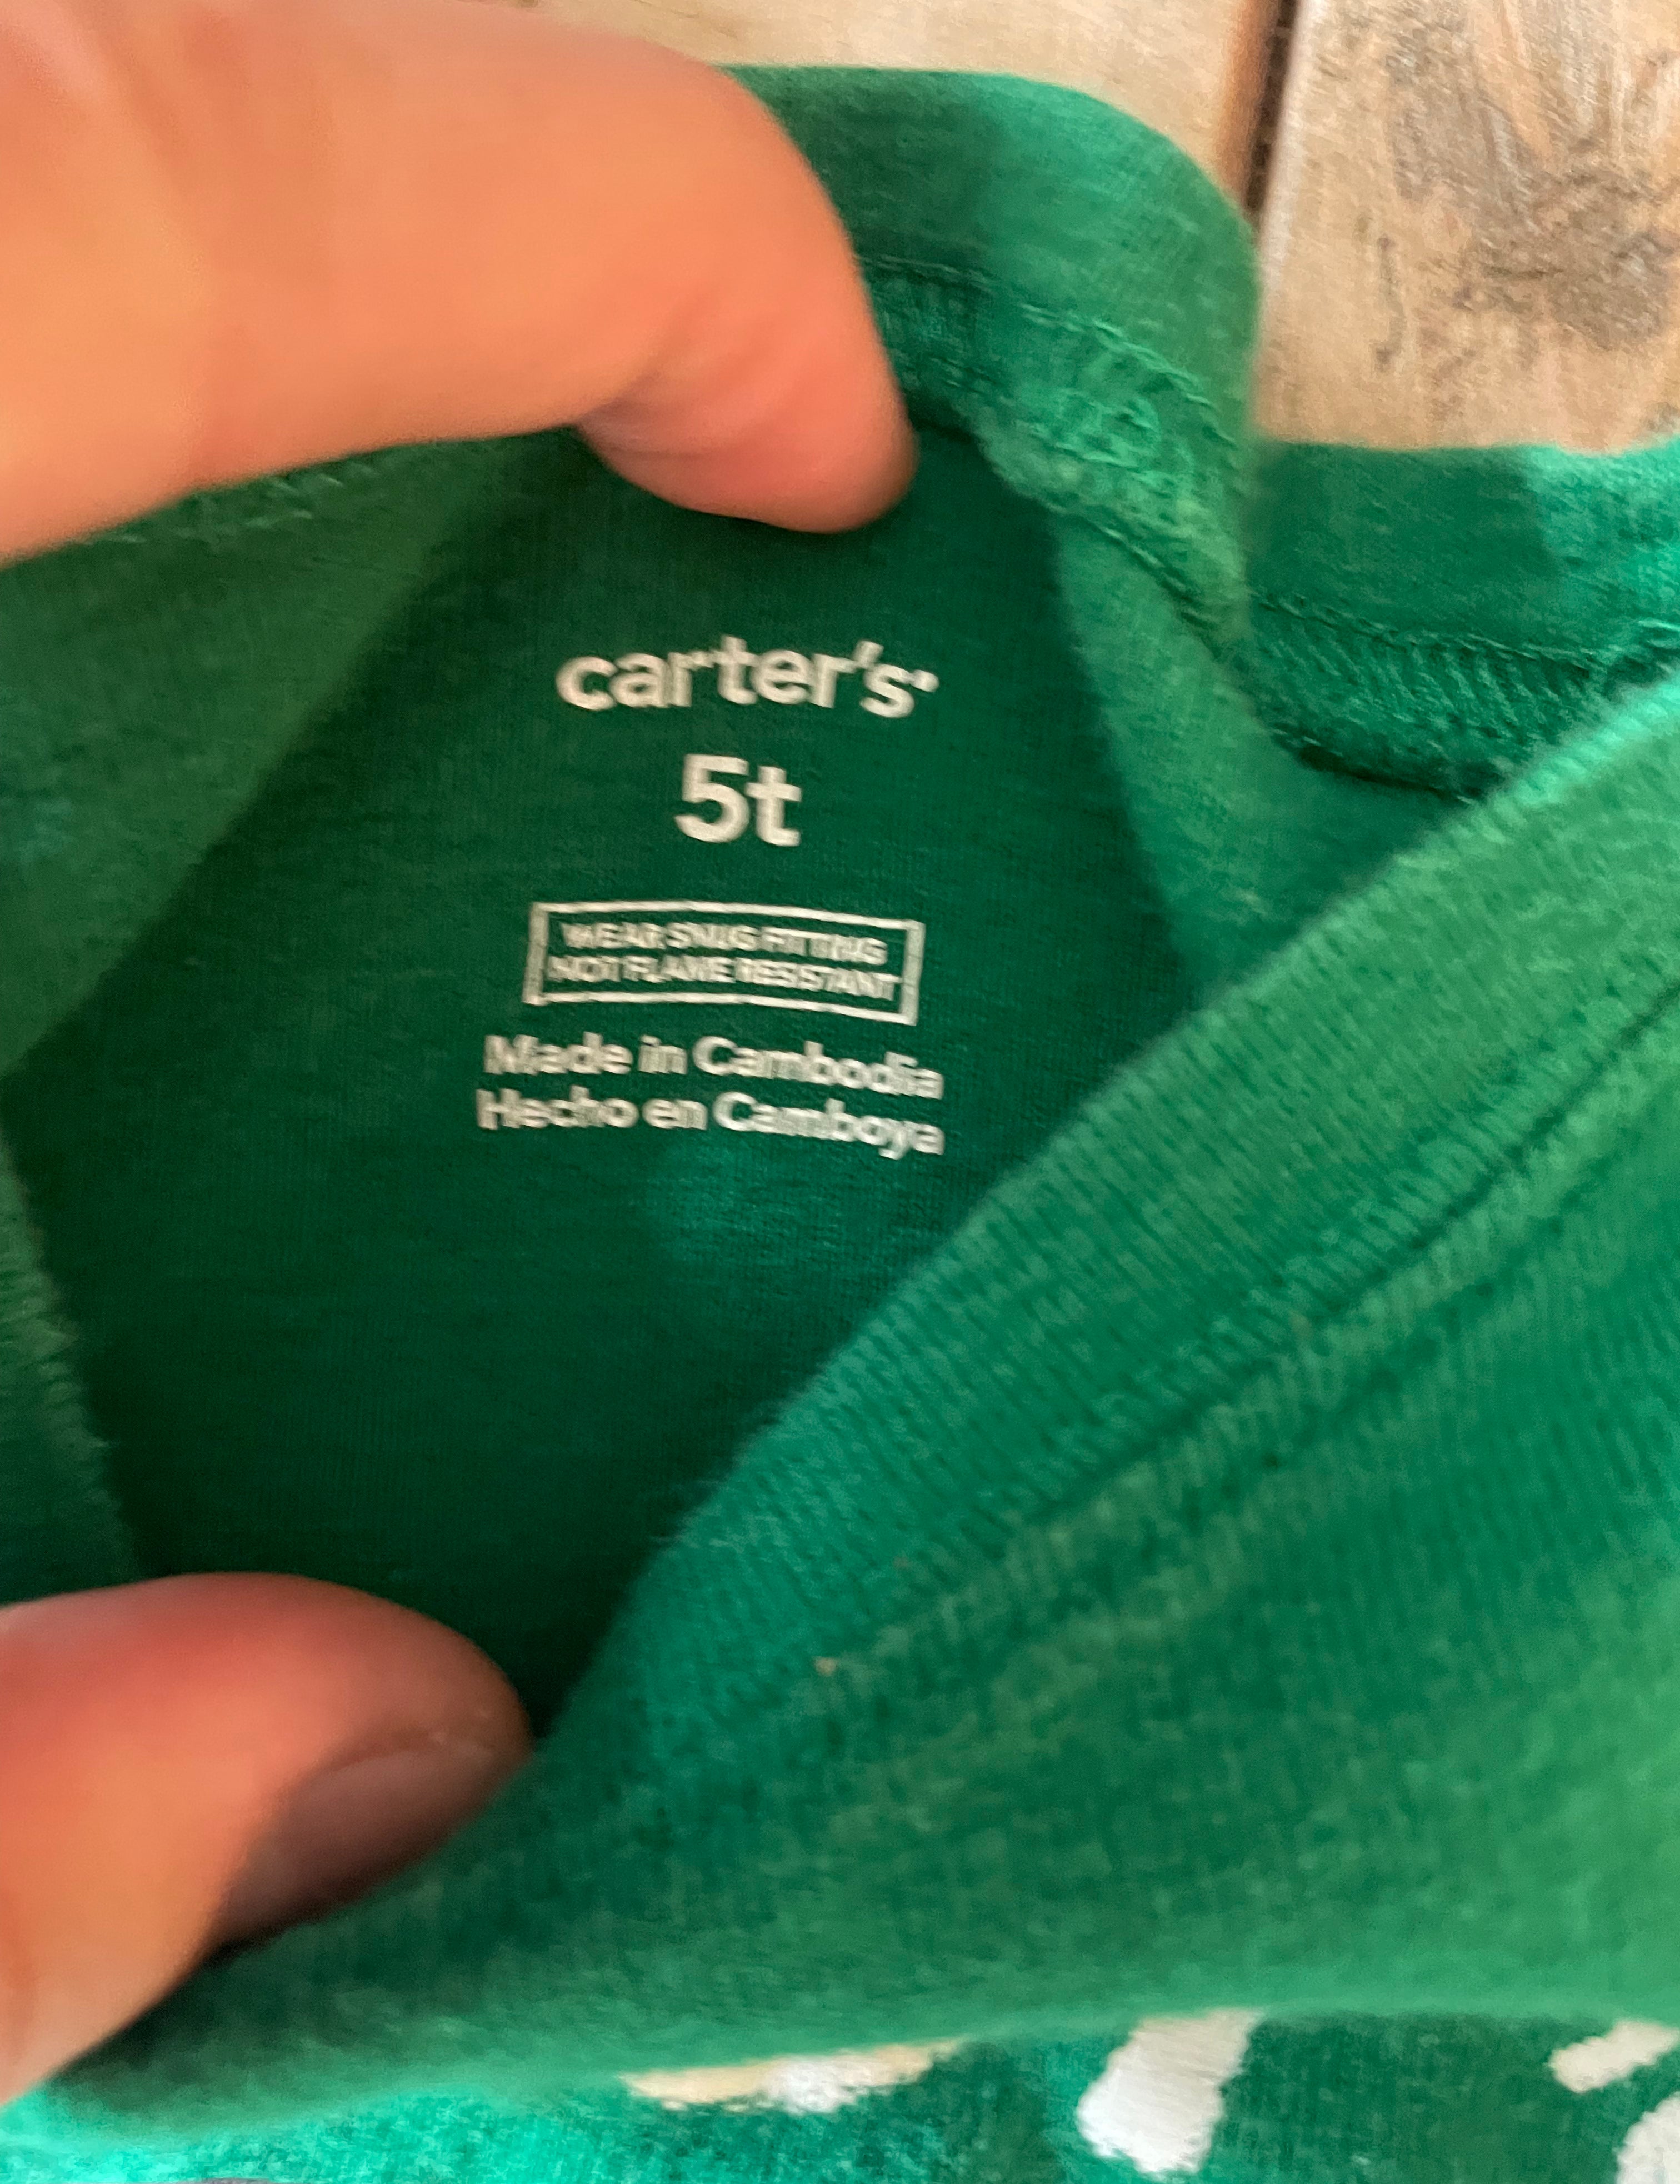 carter's
5t
WEAR SNUG FITTING
NOT FLAME RESISTANT
Made in Cambodia
Hecho en Camboya